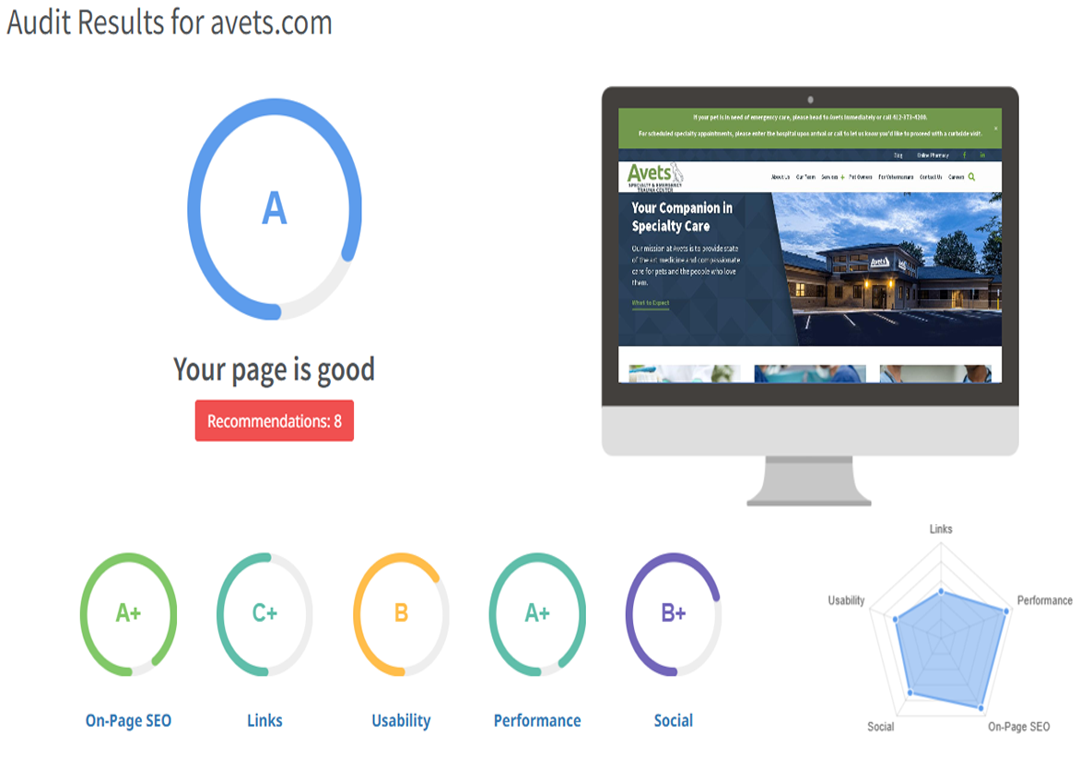 Audit Results for avets.com
A
Your page is good
Recommendations: 8
If your pet is in need of emergency care, please head to Avets immediately or call 412-373-4200.
For scheduled specialty appointments, please enter the hospital upon arrival or call to let us know you'd like to proceed with a curbside visit.
Blog Online Pharmacy
Avets
SPECIALTY & EMERGENCY
TRAUMA CENTER
About Us Our Team Services + Pet Owners For Veterinarians Contact Us Careers
Your Companion in
Specialty Care
Our mission at Avets is to provide state
of the art medicine and compassionate
care for pets and the people who love
them.
What to Expect
Avets
A+
On-Page SEO
C+
Links
B
Usability
A+
Performance
B+
Social
Links
Usability
Performance
Social
On-Page SEO